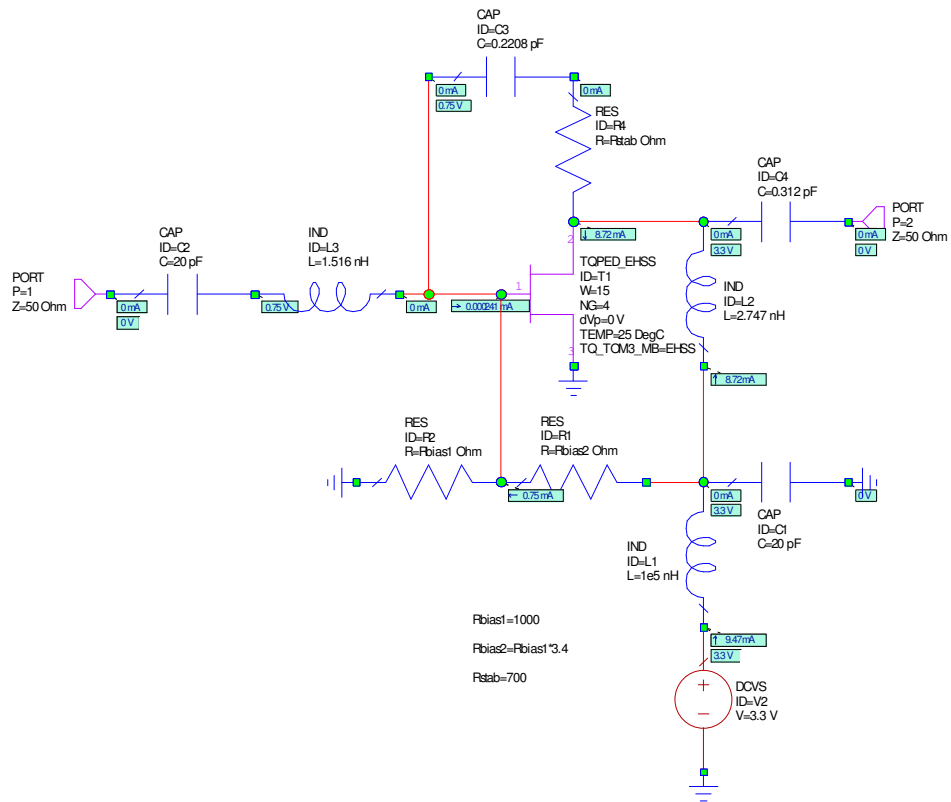 CAP
ID=C3
C=0.2208 pF
0 mA
0.75 V
0 mA
RES
ID=R4
R=Rstab Ohm
CAP
ID=C4
C=0.312 pF
PORT
P=2
Z=50 Ohm
0 mA
3.3 V
0 mA
0 V
2
8.72 mA
CAP
ID=C2
C=20 pF
IND
ID=L3
L=1.516 nH
PORT
P=1
Z=50 Ohm
0 mA
0 V
0.75 V
0 mA
0.000241 mA
1
TQPED_EHSS
ID=T1
W=15
NG=4
dVp=0 V
TEMP=25 DegC
TQ_TOM3_MB=EHSS
3
IND
ID=L2
L=2.747 nH
8.72 mA
RES
ID=R2
R=Rbias1 Ohm
RES
ID=R1
R=Rbias2 Ohm
0.75 mA
0 mA
3.3 V
0 V
CAP
ID=C1
C=20 pF
IND
ID=L1
L=1e5 nH
Rbias1=1000
Rbias2=Rbias1*3.4
Rstab=700
9.47 mA
3.3 V
DCVS
ID=V2
V=3.3 V